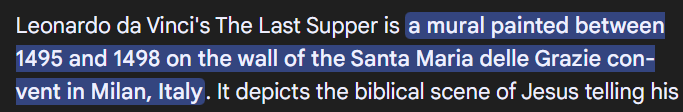 Leonardo da Vinci's The Last Supper is a mural painted between
1495 and 1498 on the wall of the Santa Maria delle Grazie con-
vent in Milan, Italy. It depicts the biblical scene of Jesus telling his